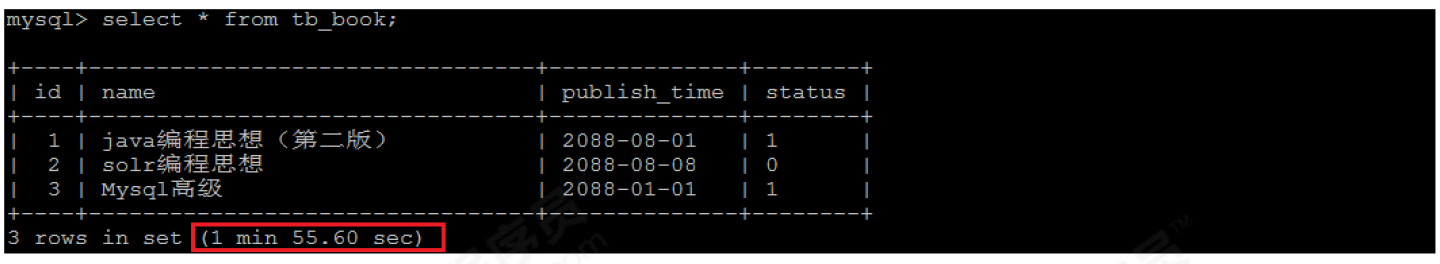 mysql> select * from tb_book;
+----+--------------------------------+--------------+--------+
| id | name | publish_time | status |
+----+--------------------------------+--------------+--------+
| 1 | java编程思想（第二版） | 2088-08-01 | 1 |
| 2 | solr编程思想 | 2088-08-08 | 0 |
| 3 | Mysql高级 | 2088-01-01 | 1 |
+----+--------------------------------+--------------+--------+
3 rows in set (1 min 55.60 sec)